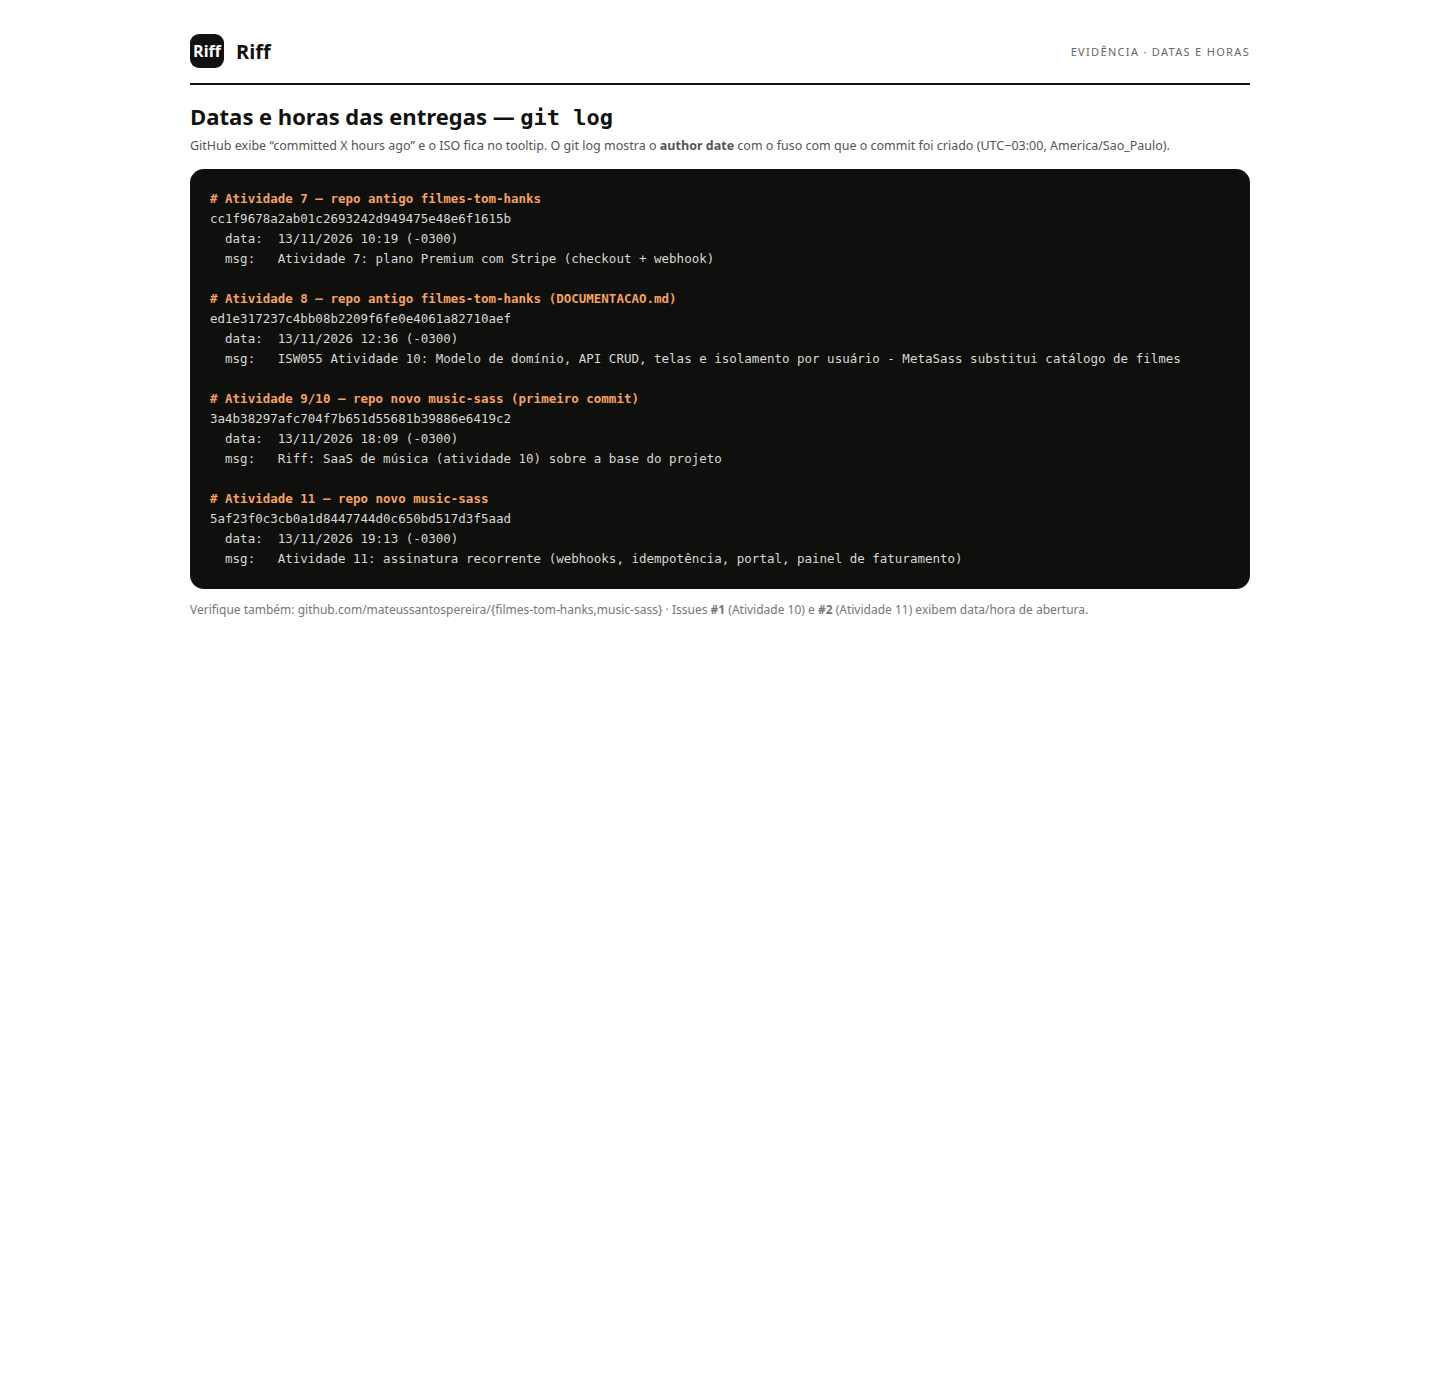 Riff Riff EVIDÊNCIA · DATAS E HORAS
Datas e horas das entregas — git log
GitHub exibe “committed X hours ago” e o ISO fica no tooltip. O git log mostra o author date com o fuso com que o commit foi criado (UTC−03:00, America/Sao_Paulo).
# Atividade 7 — repo antigo filmes-tom-hanks
cc1f9678a2ab01c2693242d949475e48e6f1615b
data: 13/11/2026 10:19 (-0300)
msg: Atividade 7: plano Premium com Stripe (checkout + webhook)
# Atividade 8 — repo antigo filmes-tom-hanks (DOCUMENTACAO.md)
ed1e317237c4bb08b2209f6fe0e4061a82710aef
data: 13/11/2026 12:36 (-0300)
msg: ISW055 Atividade 10: Modelo de domínio, API CRUD, telas e isolamento por usuário - MetaSass substitui catálogo de filmes
# Atividade 9/10 — repo novo music-sass (primeiro commit)
3a4b38297afc704f7b651d55681b39886e6419c2
data: 13/11/2026 18:09 (-0300)
msg: Riff: SaaS de música (atividade 10) sobre a base do projeto
# Atividade 11 — repo novo music-sass
5af23f0c3cb0a1d8447744d0c650bd517d3f5aad
data: 13/11/2026 19:13 (-0300)
msg: Atividade 11: assinatura recorrente (webhooks, idempotência, portal, painel de faturamento)
Verifique também: github.com/mateussantospereira/{filmes-tom-hanks,music-sass} · Issues #1 (Atividade 10) e #2 (Atividade 11) exibem data/hora de abertura.